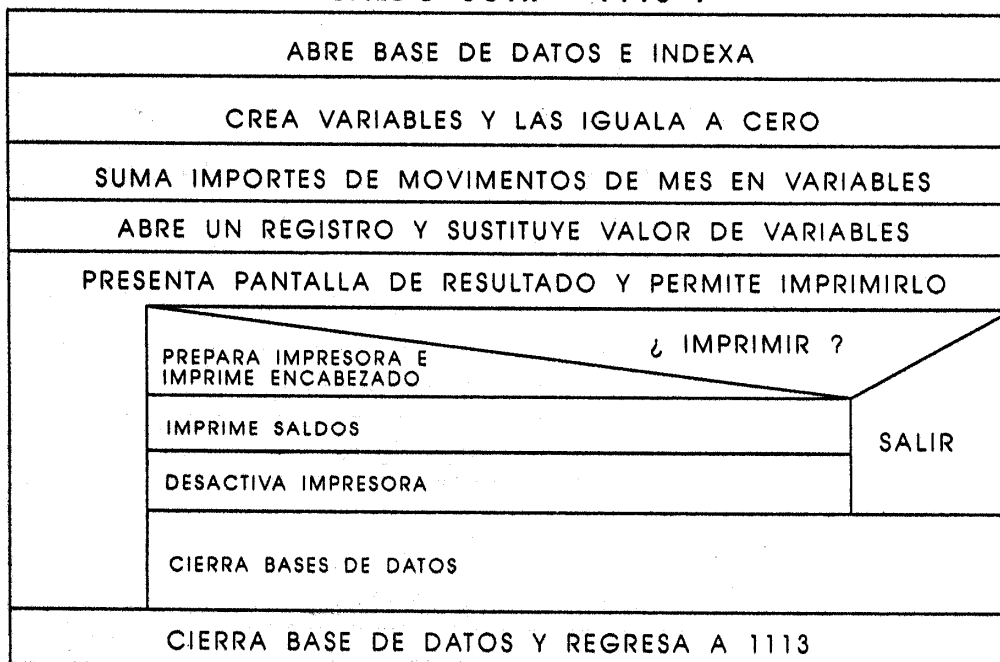 ABRE BASE DE DATOS E INDEXA
CREA VARIABLES Y LAS IGUALA A CERO
SUMA IMPORTES DE MOVIMENTOS DE MES EN VARIABLES
ABRE UN REGISTRO Y SUSTITUYE VALOR DE VARIABLES
PRESENTA PANTALLA DE RESULTADO Y PERMITE IMPRIMIRLO
¿ IMPRIMIR ?
PREPARA IMPRESORA E
IMPRIME ENCABEZADO
IMPRIME SALDOS
SALIR
DESACTIVA IMPRESORA
CIERRA BASES DE DATOS
CIERRA BASE DE DATOS Y REGRESA A 1113